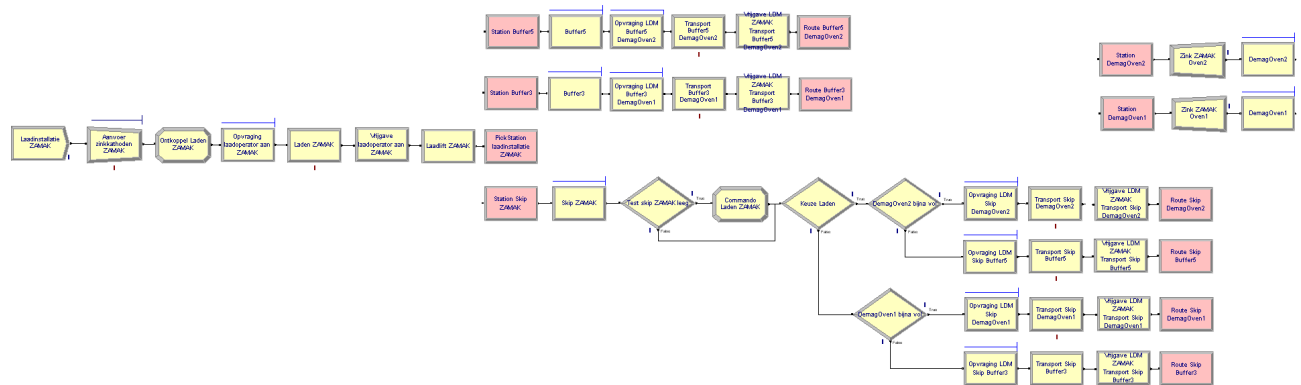 Station Buffer5
Buffer5
Opvraging LDM
Buffer5
DemagOven2
Transport
Buffer5
DemagOven2
Vrijgave LDM
ZAMAK
Transport
Buffer5
DemagOven2
Route Buffer5
DemagOven2
Station
DemagOven2
Zink ZAMAK
Oven2
DemagOven2
Station Buffer3
Buffer3
Opvraging LDM
Buffer3
DemagOven1
Transport
Buffer3
DemagOven1
Vrijgave LDM
ZAMAK
Transport
Buffer3
DemagOven1
Route Buffer3
DemagOven1
Station
DemagOven1
Zink ZAMAK
Oven1
DemagOven1
Laadinstallatie
ZAMAK
Aanvoer
zinkkathoden
ZAMAK
Ontkoppel Laden
ZAMAK
Opvraging
laadoperator aan
ZAMAK
Laden ZAMAK
Vrijgave
laadoperator aan
ZAMAK
Laadlift ZAMAK
PickStation
laadinstallatie
ZAMAK
Station Skip
ZAMAK
Skip ZAMAK
Test skip ZAMAK leeg
True
False
Commando
Laden ZAMAK
Keuze Laden
True
False
DemagOven2 bijna vol
True
False
Opvraging LDM
Skip
DemagOven2
Transport Skip
DemagOven2
Vrijgave LDM
ZAMAK
Transport Skip
DemagOven2
Route Skip
DemagOven2
Opvraging LDM
Skip Buffer5
Transport Skip
Buffer5
Vrijgave LDM
ZAMAK
Transport Skip
Buffer5
Route Skip
Buffer5
DemagOven1 bijna vol
True
False
Opvraging LDM
Skip
DemagOven1
Transport Skip
DemagOven1
Vrijgave LDM
ZAMAK
Transport Skip
DemagOven1
Route Skip
DemagOven1
Opvraging LDM
Skip Buffer3
Transport Skip
Buffer3
Vrijgave LDM
ZAMAK
Transport Skip
Buffer3
Route Skip
Buffer3